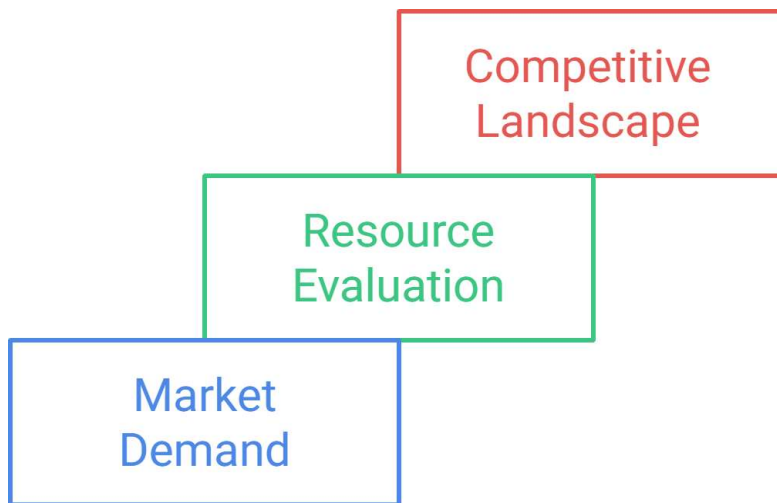 Competitive
Landscape
Resource
Evaluation
Market
Demand